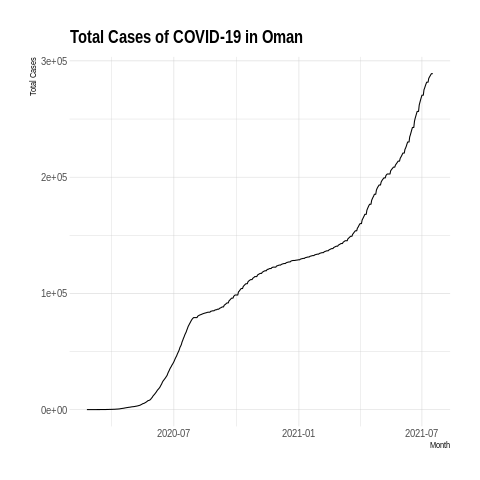 Total Cases of COVID-19 in Oman
Total Cases
3e+05
2e+05
1e+05
0e+00
2020-07 2021-01 2021-07
Month